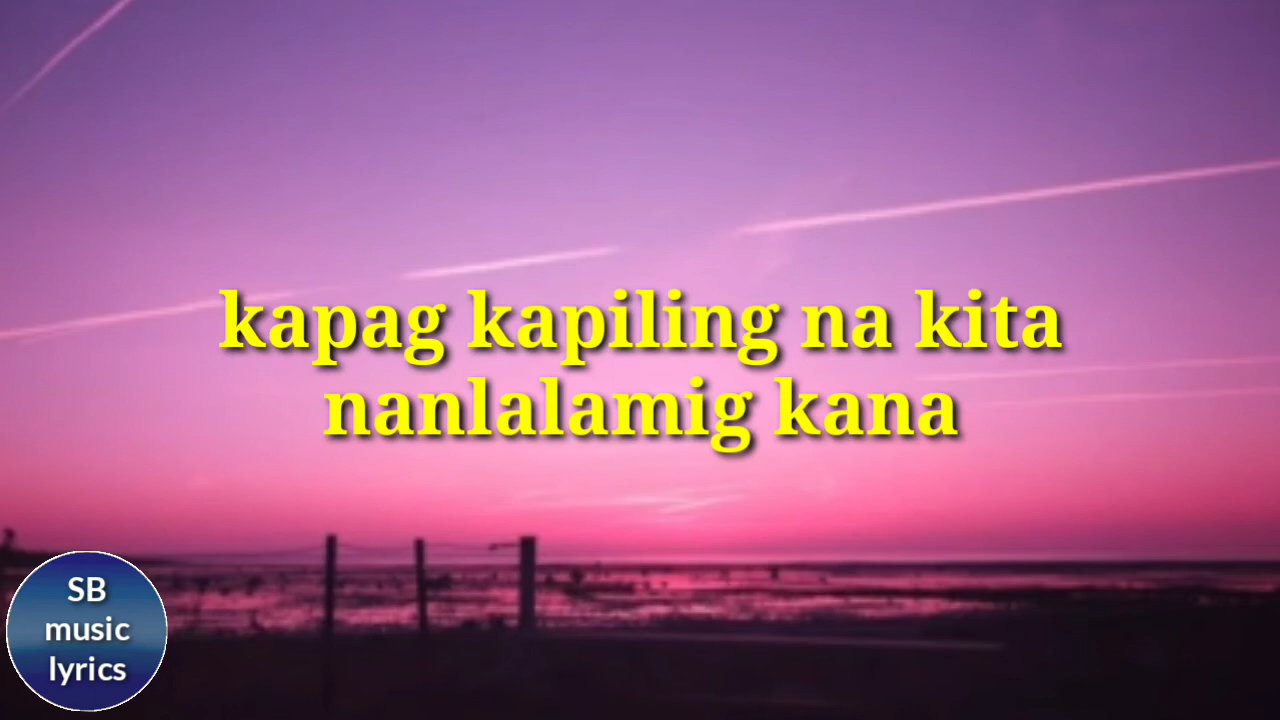 kapag kapiling na kita
nanlalamig kana
SB
music
lyrics